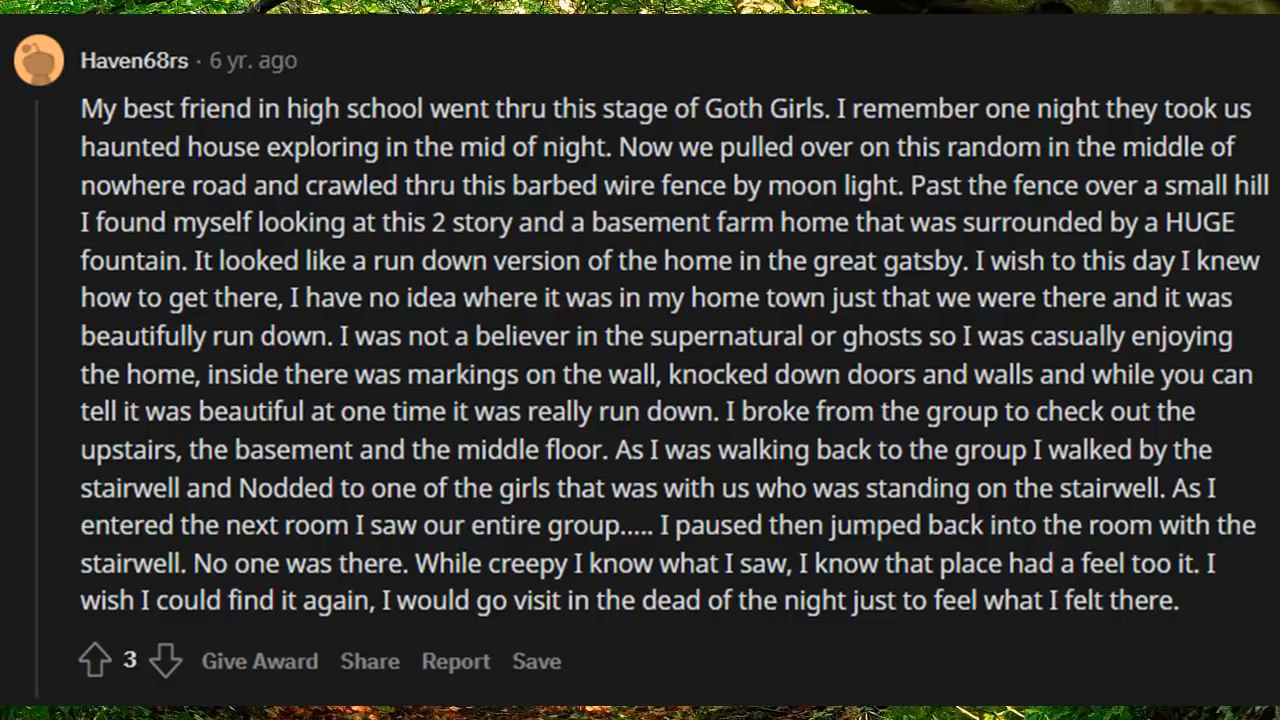 Haven68rs · 6 yr. ago
My best friend in high school went thru this stage of Goth Girls. I remember one night they took us
haunted house exploring in the mid of night. Now we pulled over on this random in the middle of
nowhere road and crawled thru this barbed wire fence by moon light. Past the fence over a small hill
I found myself looking at this 2 story and a basement farm home that was surrounded by a HUGE
fountain. It looked like a run down version of the home in the great gatsby. I wish to this day I knew
how to get there, I have no idea where it was in my home town just that we were there and it was
beautifully run down. I was not a believer in the supernatural or ghosts so I was casually enjoying
the home, inside there was markings on the wall, knocked down doors and walls and while you can
tell it was beautiful at one time it was really run down. I broke from the group to check out the
upstairs, the basement and the middle floor. As I was walking back to the group I walked by the
stairwell and Nodded to one of the girls that was with us who was standing on the stairwell. As I
entered the next room I saw our entire group..... I paused then jumped back into the room with the
stairwell. No one was there. While creepy I know what I saw, I know that place had a feel too it. I
wish I could find it again, I would go visit in the dead of the night just to feel what I felt there.
3 Give Award Share Report Save